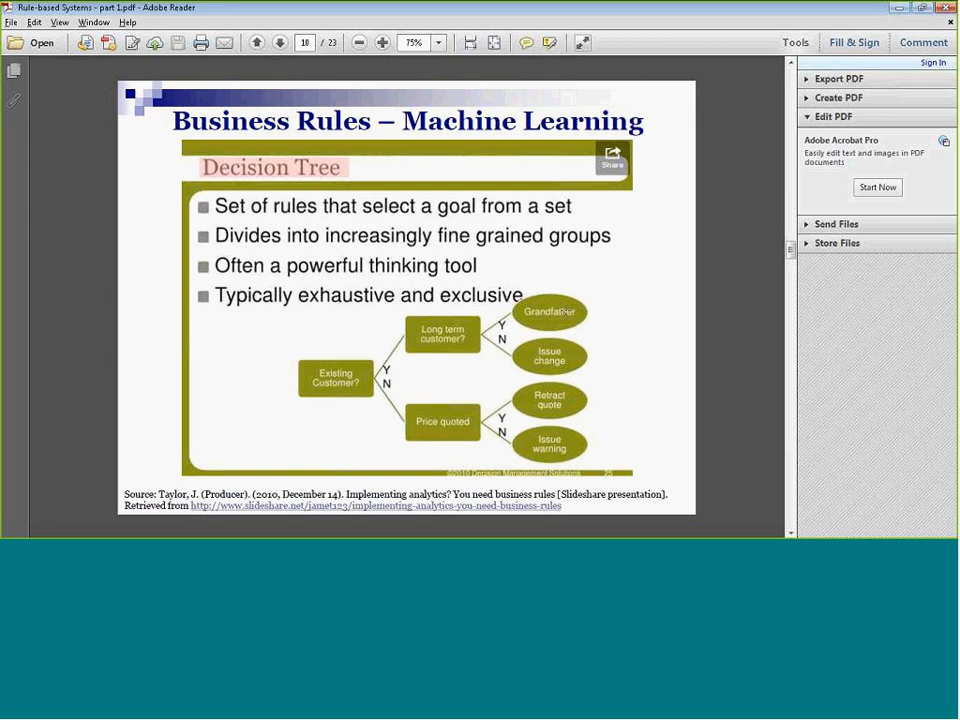 Rule-based Systems - part 1.pdf - Adobe Reader
File Edit View Window Help
Open 10 / 23 75% Tools Fill & Sign Comment
Sign In
Export PDF
Create PDF
Edit PDF
Adobe Acrobat Pro
Easily edit text and images in PDF
documents
Start Now
Send Files
Store Files
Business Rules – Machine Learning
Share
Decision Tree
Set of rules that select a goal from a set
Divides into increasingly fine grained groups
Often a powerful thinking tool
Typically exhaustive and exclusive
Existing
Customer?
Y
N
Long term
customer?
Y
N
Grandfather
Issue
change
Price quoted
Y
N
Retract
quote
Issue
warning
©2010 Decision Management Solutions 25
Source: Taylor, J. (Producer). (2010, December 14). Implementing analytics? You need business rules [Slideshare presentation].
Retrieved from http://www.slideshare.net/jamet123/implementing-analytics-you-need-business-rules